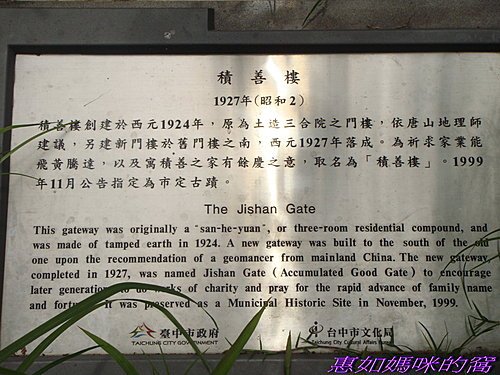 積善樓
1927年(昭和2)
積善樓創建於西元1924年，原為土造三合院之門樓，依唐山地理師
建議，另建新門樓於舊門樓之南，西元1927年落成。為祈求家業能
飛黃騰達，以及寓積善之家有餘慶之意，取名為「積善樓」。1999
年11月公告指定為市定古蹟。
The Jishan Gate
This gateway was originally a "san-he-yuan", or three-room residential compound, and
was made of tamped earth in 1924. A new gateway was built to the south of the old
one upon the recommendation of a geomancer from mainland China. The new gateway,
completed in 1927, was named Jishan Gate (Accumulated Good Gate) to encourage
later generations to do works of charity and pray for the rapid advance of family name
and fortune. it was preserved as a Municipal Historic Site in November, 1999.
臺中市政府
TAICHUNG CITY GOVERNMENT
台中市文化局
Taichung City Cultural Affairs Bureau
惠如媽咪的窩